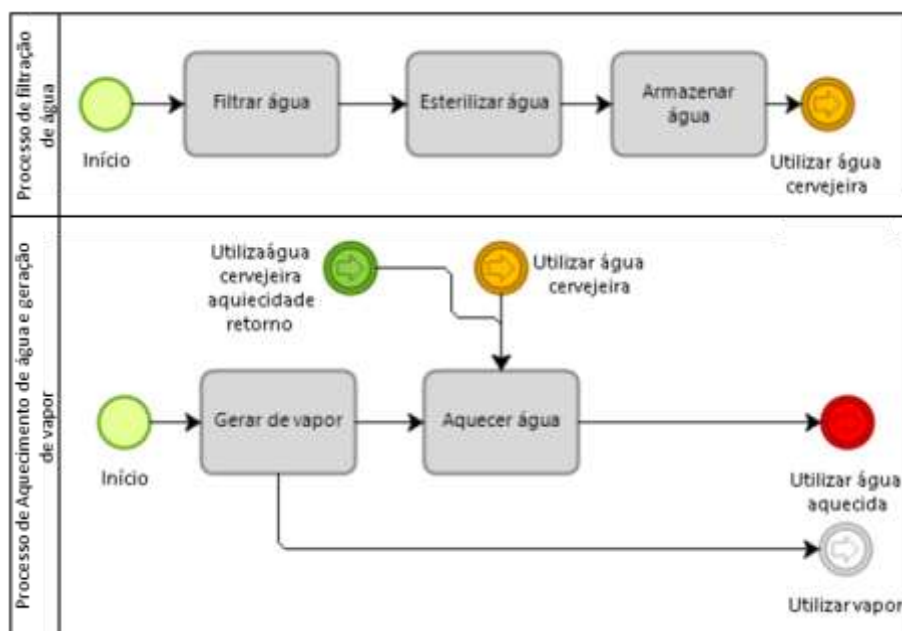 Processo de filtração
de água
Início
Filtrar água
Esterilizar água
Armazenar
água
Utilizar água
cervejeira
Processo de Aquecimento de água e geração
de vapor
Utilizaágua
cervejeira
aquiecidade
retorno
Utilizar água
cervejeira
Início
Gerar de vapor
Aquecer água
Utilizar água
aquecida
Utilizar vapor